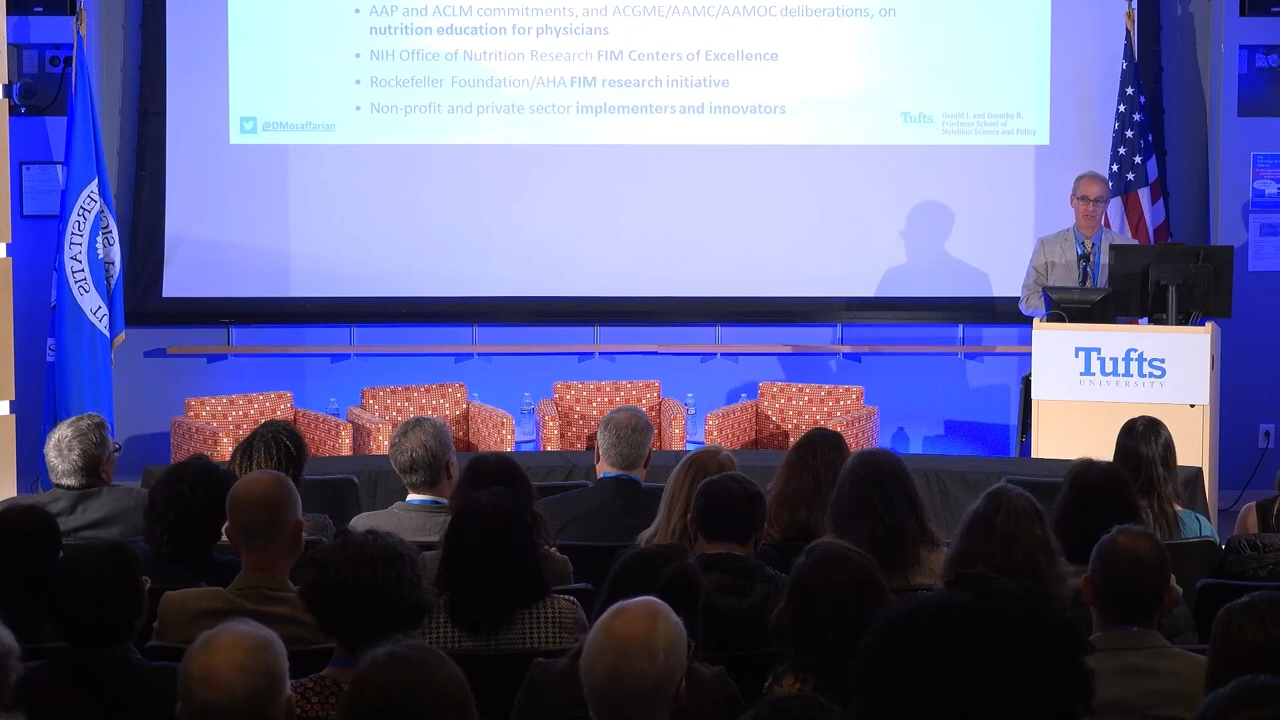 AAP and ACLM commitments, and ACGME/AAMC/AAMOC deliberations, on
nutrition education for physicians
NIH Office of Nutrition Research FIM Centers of Excellence
Rockefeller Foundation/AHA FIM research initiative
Non-profit and private sector implementers and innovators
@DMozaffarian
Tufts
Gerald J. and Dorothy R.
Friedman School of
Nutrition Science and Policy
Tufts
UNIVERSITY